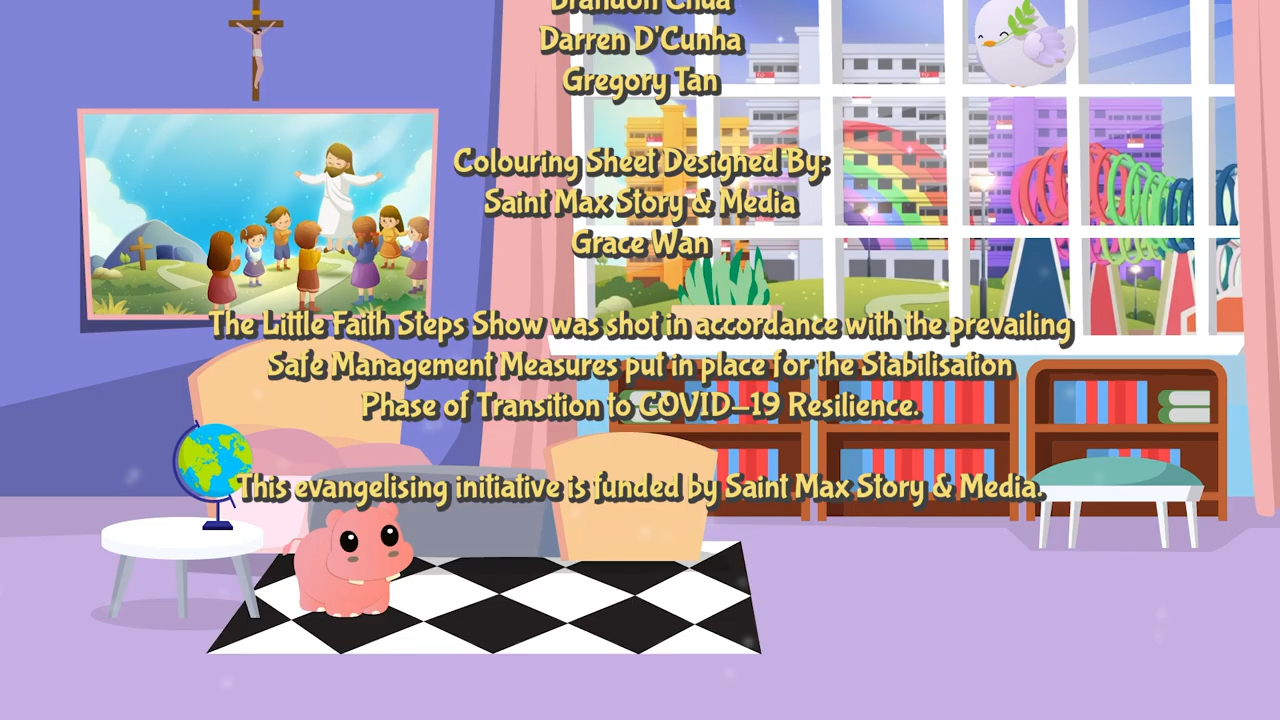 Brandon Chua
Darren D'Cunha
Gregory Tan
Colouring Sheet Designed By:
Saint Max Story & Media
Grace Wan
The Little Faith Steps Show was shot in accordance with the prevailing
Safe Management Measures put in place for the Stabilisation
Phase of Transition to COVID-19 Resilience.
This evangelising initiative is funded by Saint Max Story & Media.